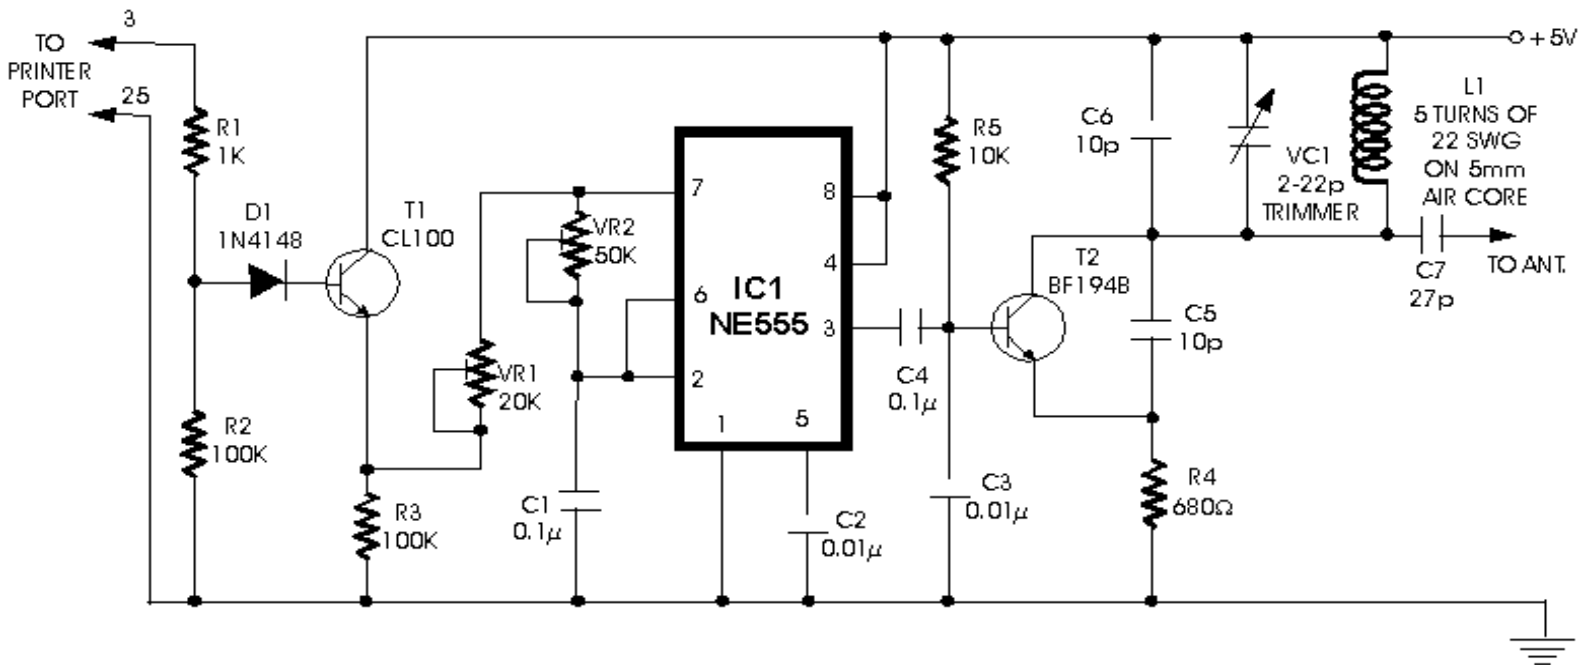 3
TO
PRINTER
PORT
25
R1
1K
D1
1N4148
T1
CL100
R2
100K
R3
100K
VR1
20K
VR2
50K
C1
0.1µ
7
6
2
1
5
8
4
3
IC1
NE555
C2
0.01µ
C4
0.1µ
R5
10K
C3
0.01µ
T2
BF194B
C6
10p
C5
10p
R4
680Ω
VC1
2-22p
TRIMMER
L1
5 TURNS OF
22 SWG
ON 5mm
AIR CORE
+5V
C7
27p
TO ANT.